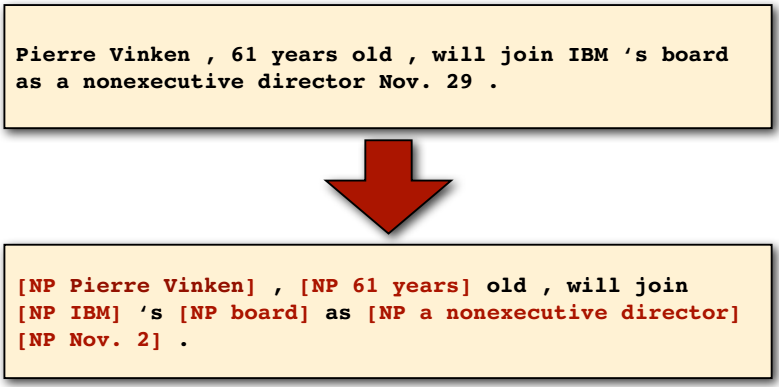 Pierre Vinken , 61 years old , will join IBM ‘s board
as a nonexecutive director Nov. 29 .
[NP Pierre Vinken] , [NP 61 years] old , will join
[NP IBM] ‘s [NP board] as [NP a nonexecutive director]
[NP Nov. 2] .